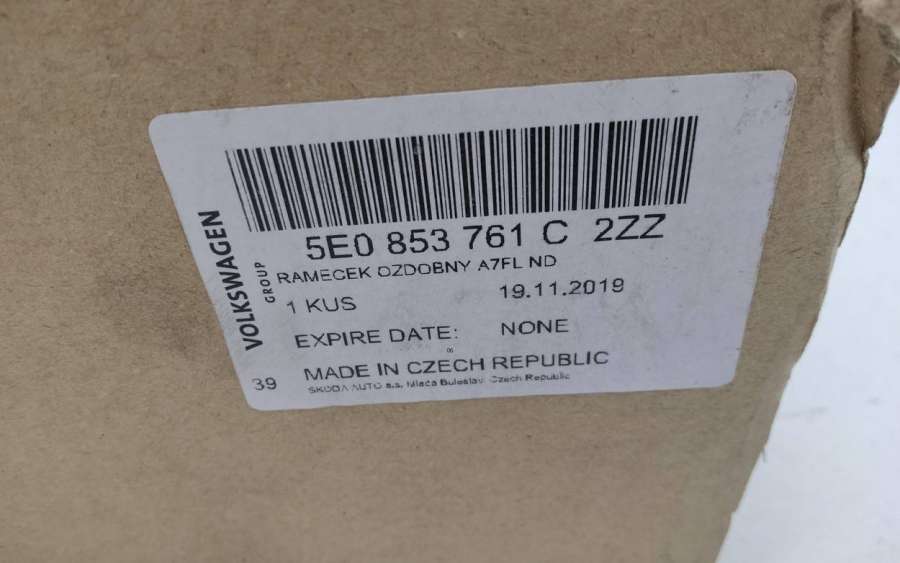 VOLKSWAGEN
GROUP
5E0 853 761 C 2ZZ
RAMECEK OZDOBNY A7FL ND
1 KUS
19.11.2019
EXPIRE DATE: NONE
MADE IN CZECH REPUBLIC
39
SKODA AUTO a.s. Mlada Boleslav, Czech Republic